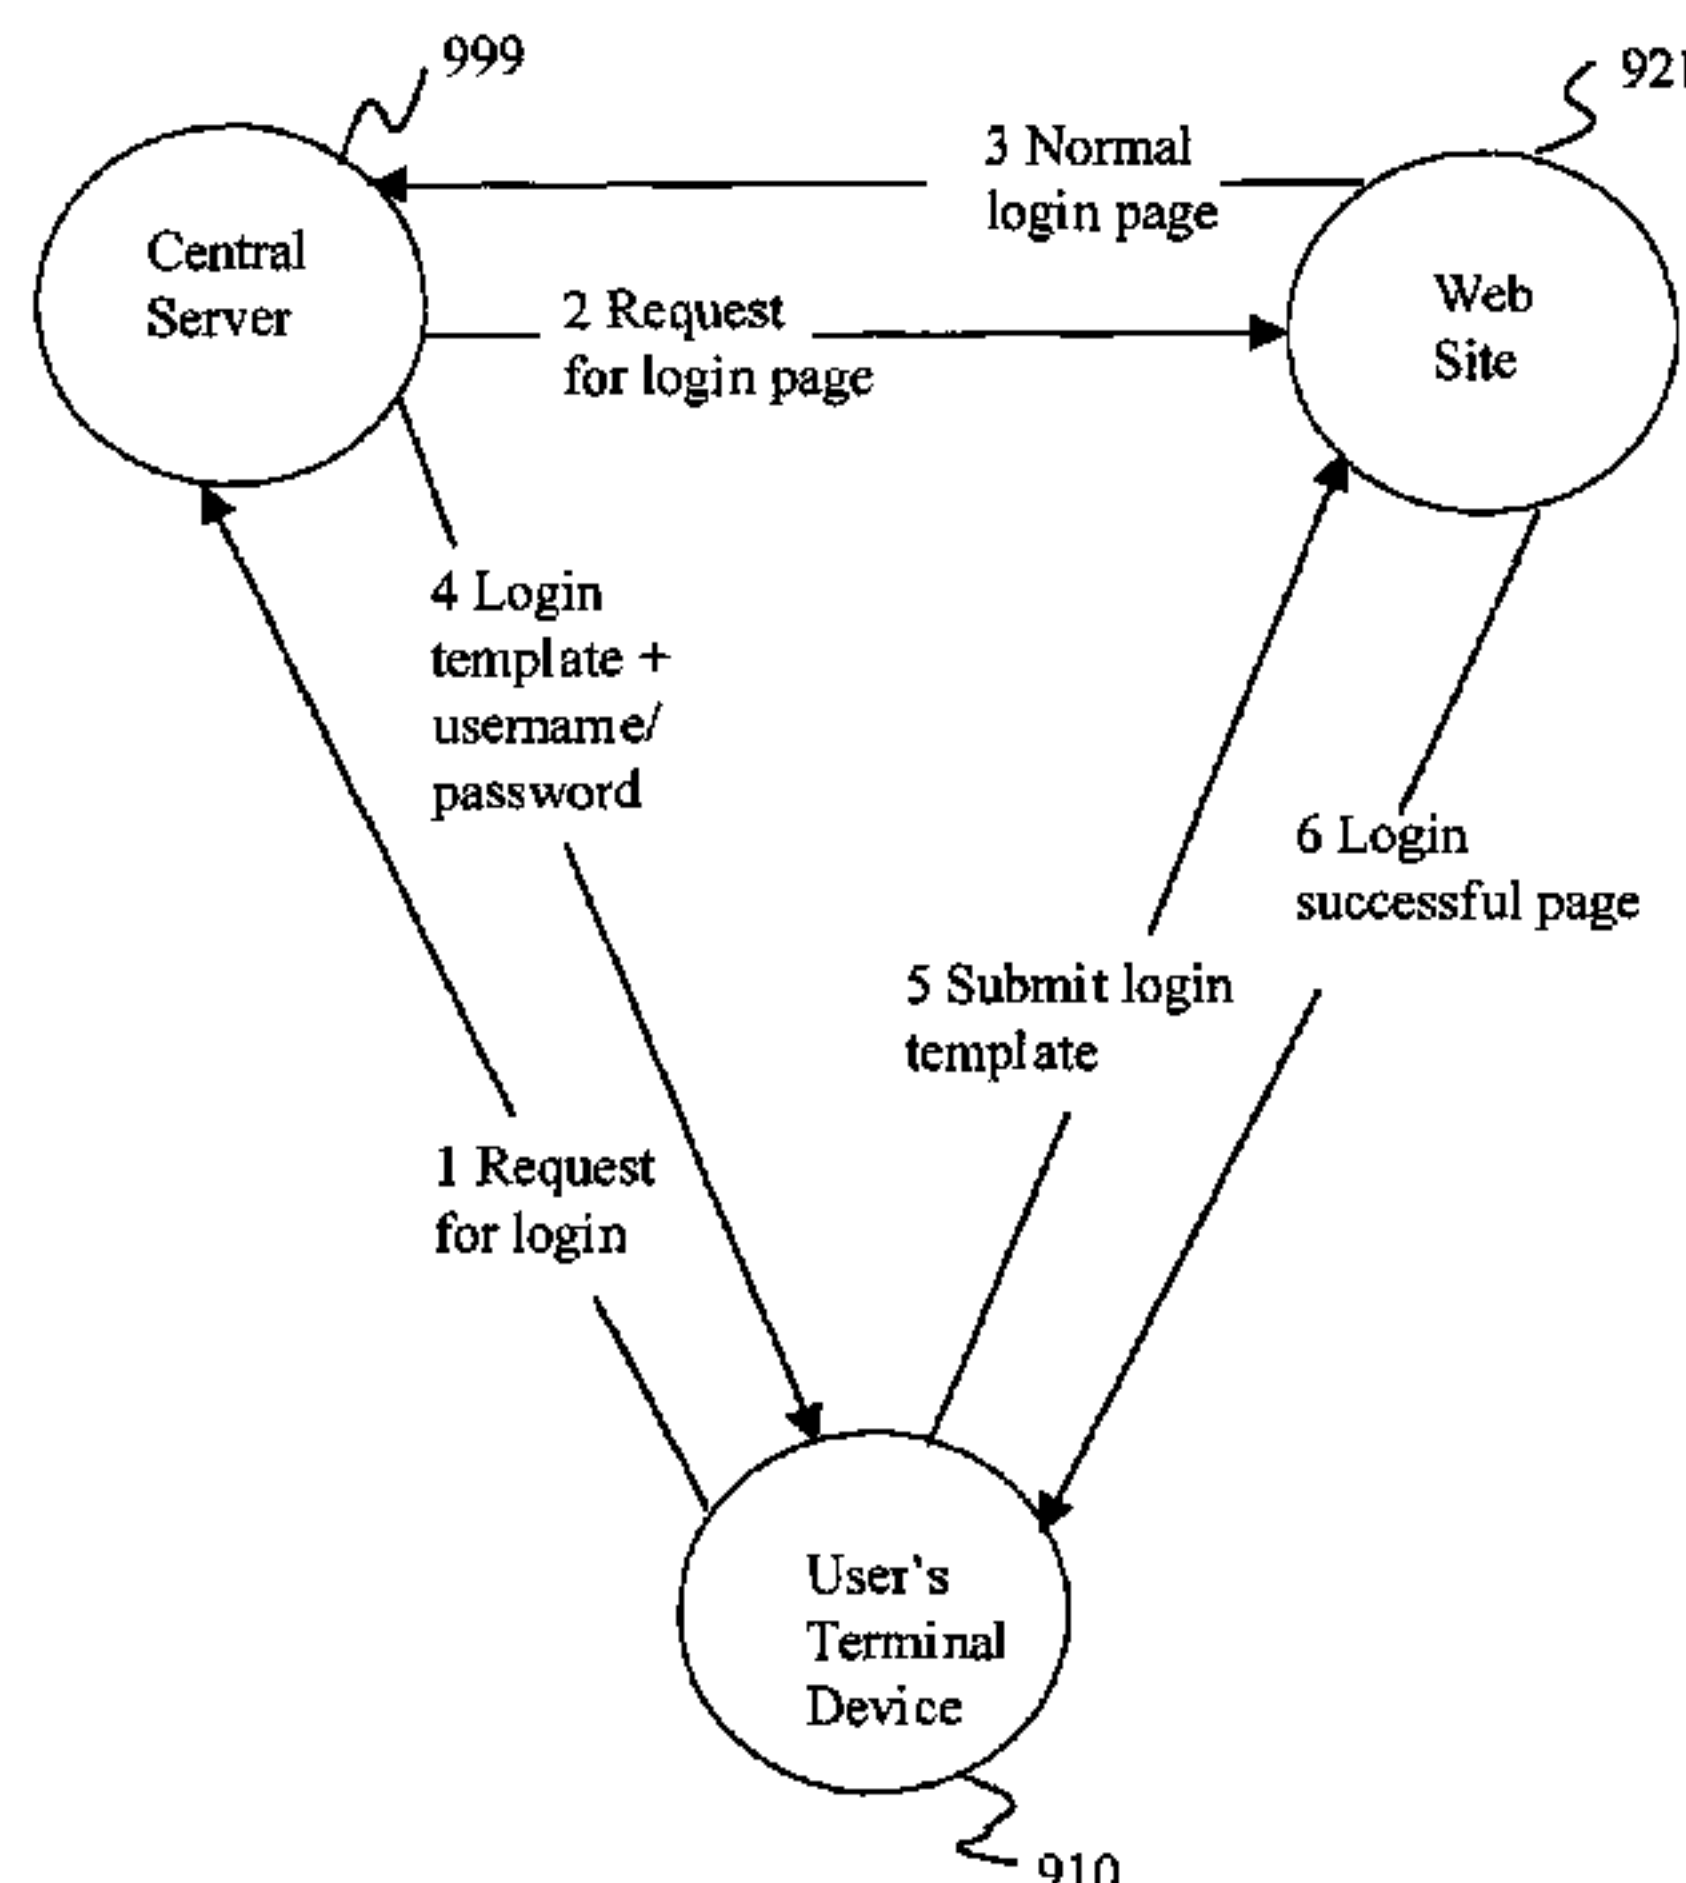 999
921
3 Normal
login page
Central
Server
2 Request
for login page
Web
Site
4 Login
template +
username/
password
6 Login
successful page
5 Submit login
template
1 Request
for login
User's
Terminal
Device
910